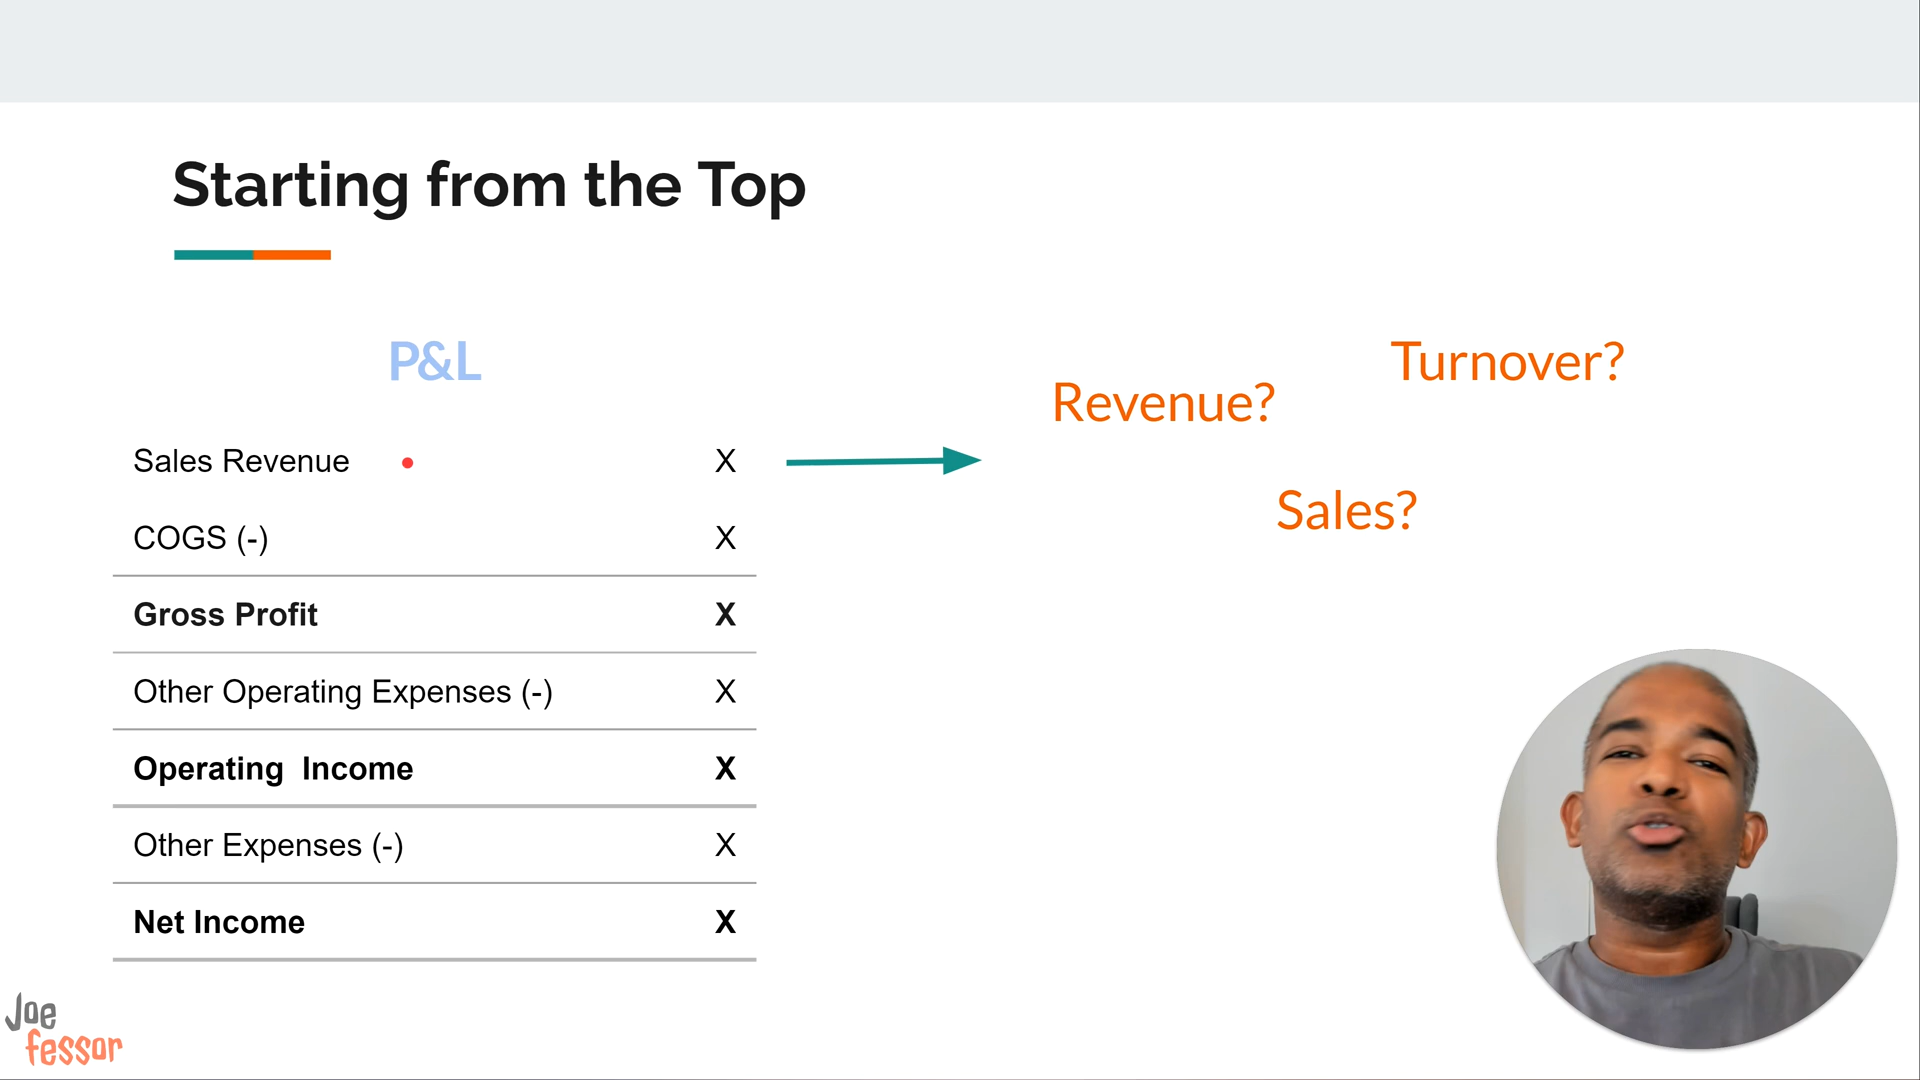 Starting from the Top
P&L
Sales Revenue X
COGS (-) X
Gross Profit X
Other Operating Expenses (-) X
Operating Income X
Other Expenses (-) X
Net Income X
Revenue?
Turnover?
Sales?
Joe
fessor